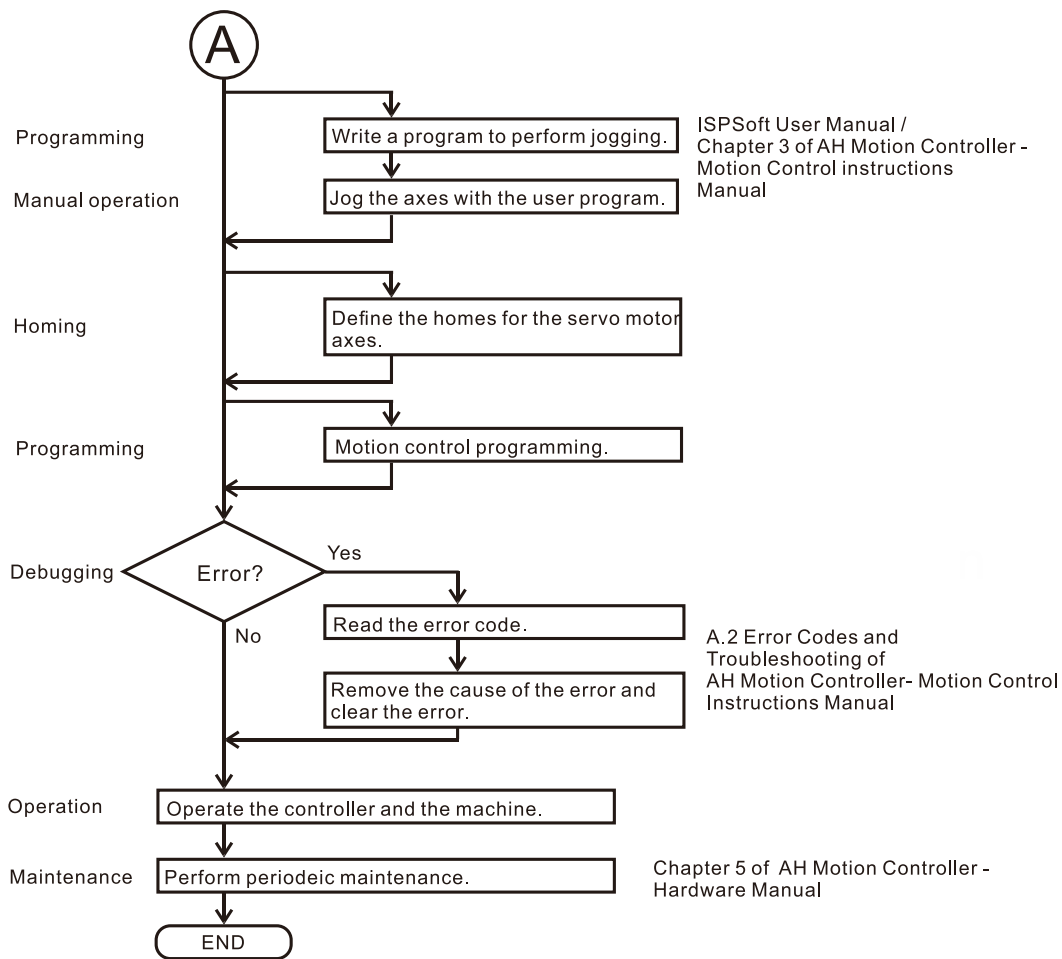 A
Programming
Write a program to perform jogging.
ISPSoft User Manual /
Chapter 3 of AH Motion Controller -
Motion Control instructions
Manual
Manual operation
Jog the axes with the user program.
Homing
Define the homes for the servo motor
axes.
Programming
Motion control programming.
Debugging
Error?
Yes
No
Read the error code.
Remove the cause of the error and
clear the error.
A.2 Error Codes and
Troubleshooting of
AH Motion Controller- Motion Control
Instructions Manual
Operation
Operate the controller and the machine.
Maintenance
Perform periodeic maintenance.
Chapter 5 of AH Motion Controller -
Hardware Manual
END